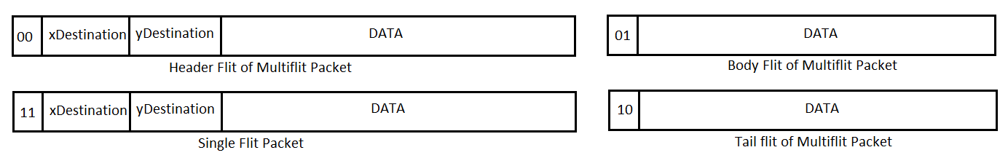 00 xDestination yDestination DATA
Header Flit of Multiflit Packet
01 DATA
Body Flit of Multiflit Packet
11 xDestination yDestination DATA
Single Flit Packet
10 DATA
Tail flit of Multiflit Packet